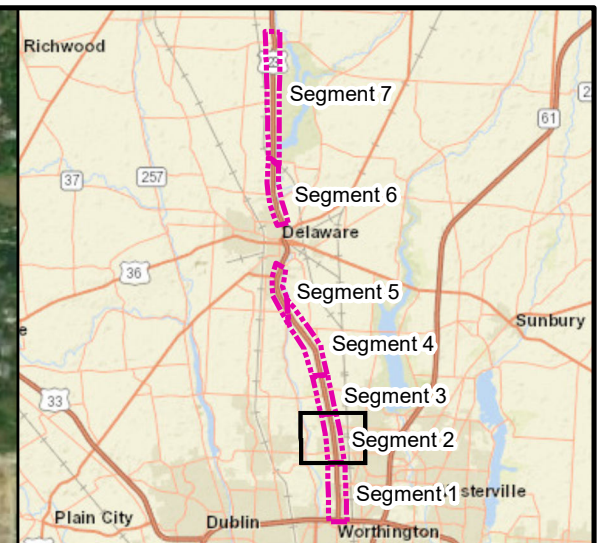 Richwood
Segment 7
61
37
257
Segment 6
Delaware
36
Segment 5
Sunbury
Segment 4
33
Segment 3
Segment 2
Segment 1
sterville
Plain City
Dublin
Worthington